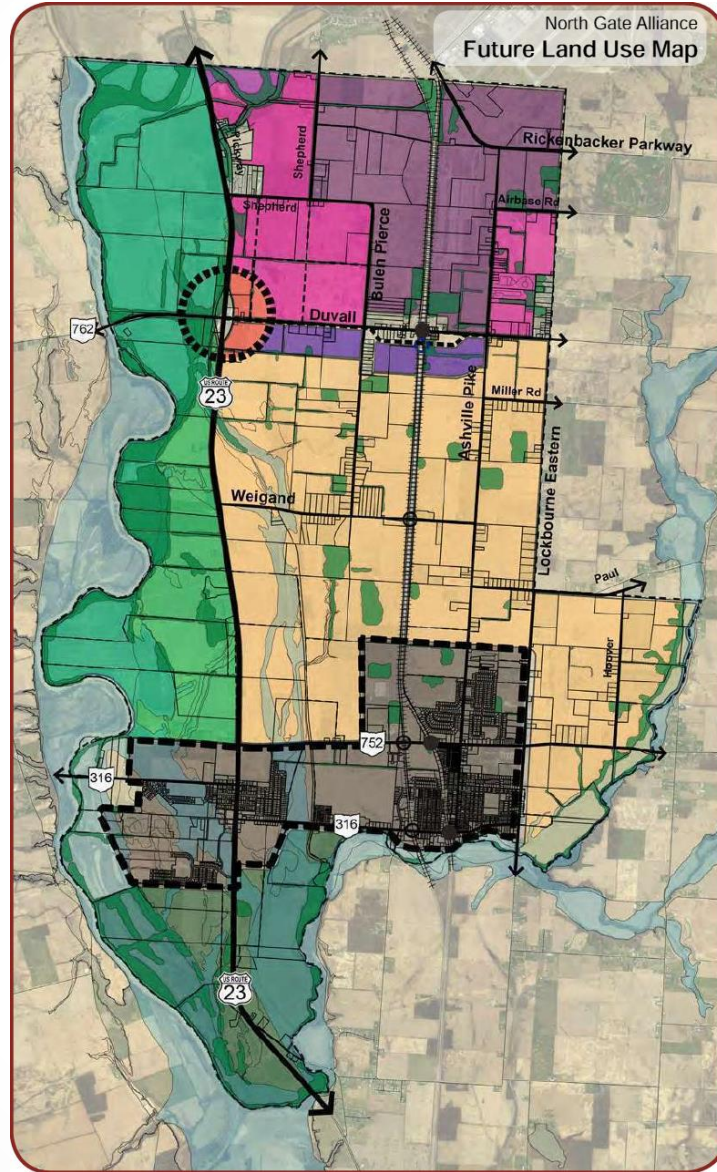 North Gate Alliance
Future Land Use Map
Rickenbacker Parkway
Shepherd
Airbase Rd
Shepherd
Bulen Pierce
Duvall
762
Miller Rd
US ROUTE
23
Ashville Pike
Lockbourne Eastern
Weigand
Paul
Hopper
752
316
316
US ROUTE
23